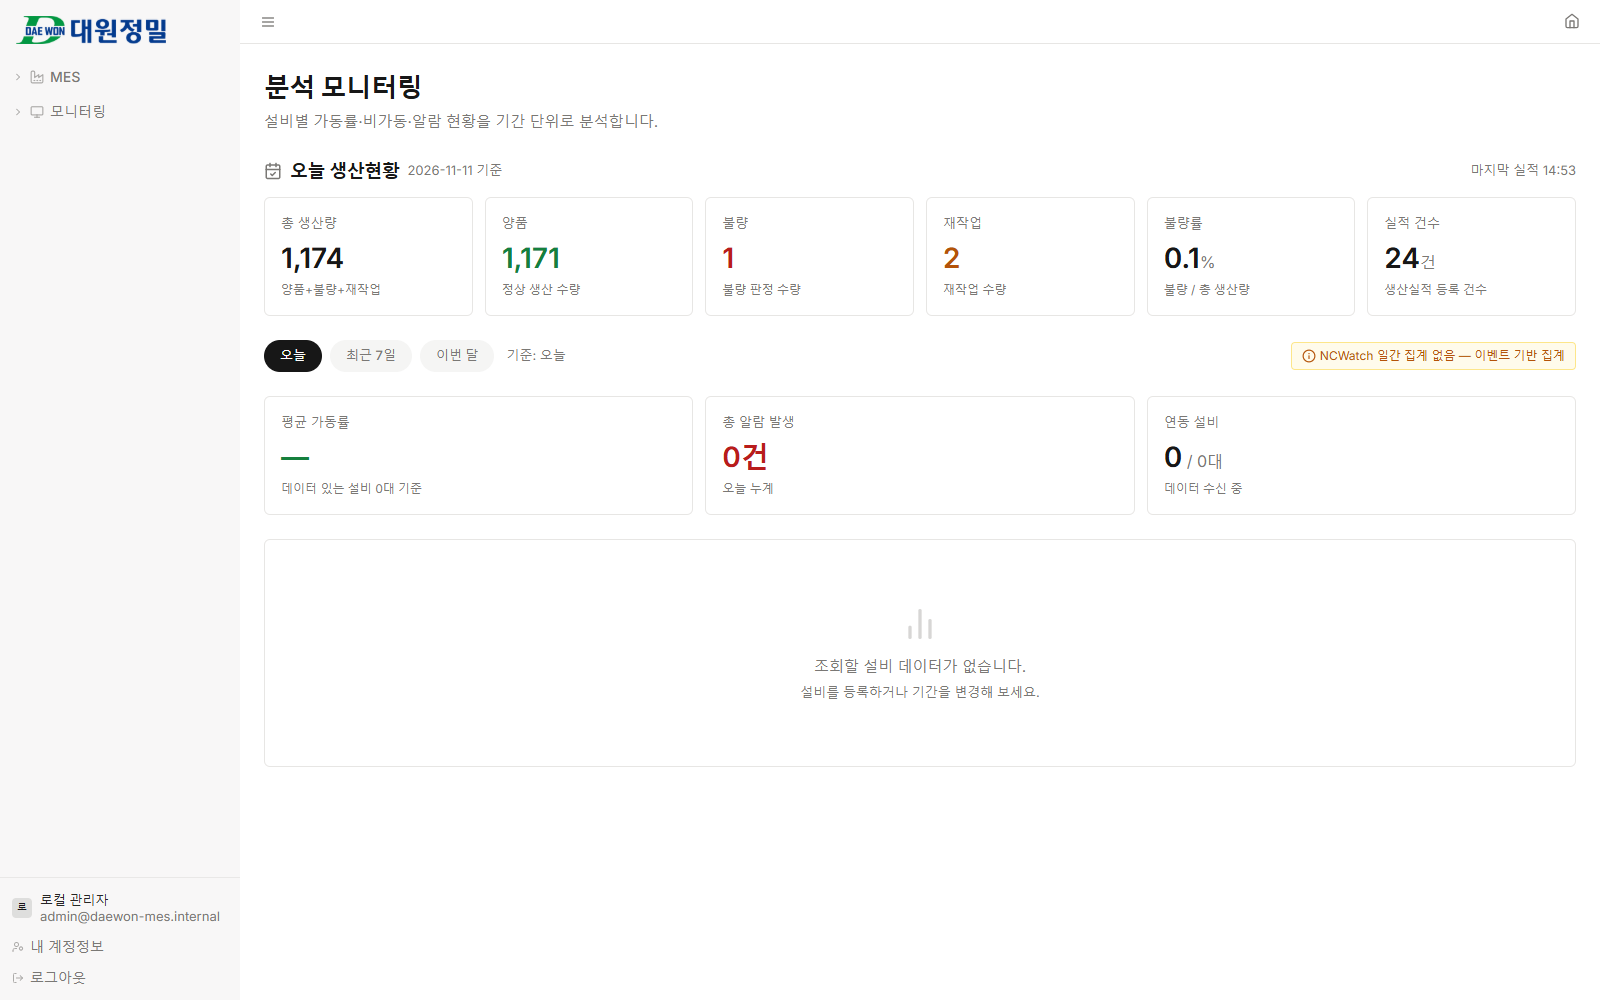 DAE WON 대원정밀
MES
모니터링
분석 모니터링
설비별 가동률·비가동·알람 현황을 기간 단위로 분석합니다.
오늘 생산현황 2026-11-11 기준
마지막 실적 14:53
총 생산량
1,174
양품+불량+재작업
양품
1,171
정상 생산 수량
불량
1
불량 판정 수량
재작업
2
재작업 수량
불량률
0.1%
불량 / 총 생산량
실적 건수
24건
생산실적 등록 건수
오늘
최근 7일
이번 달
기준: 오늘
NCWatch 일간 집계 없음 — 이벤트 기반 집계
평균 가동률
—
데이터 있는 설비 0대 기준
총 알람 발생
0건
오늘 누계
연동 설비
0 / 0대
데이터 수신 중
조회할 설비 데이터가 없습니다.
설비를 등록하거나 기간을 변경해 보세요.
로
로컬 관리자
admin@daewon-mes.internal
내 계정정보
로그아웃